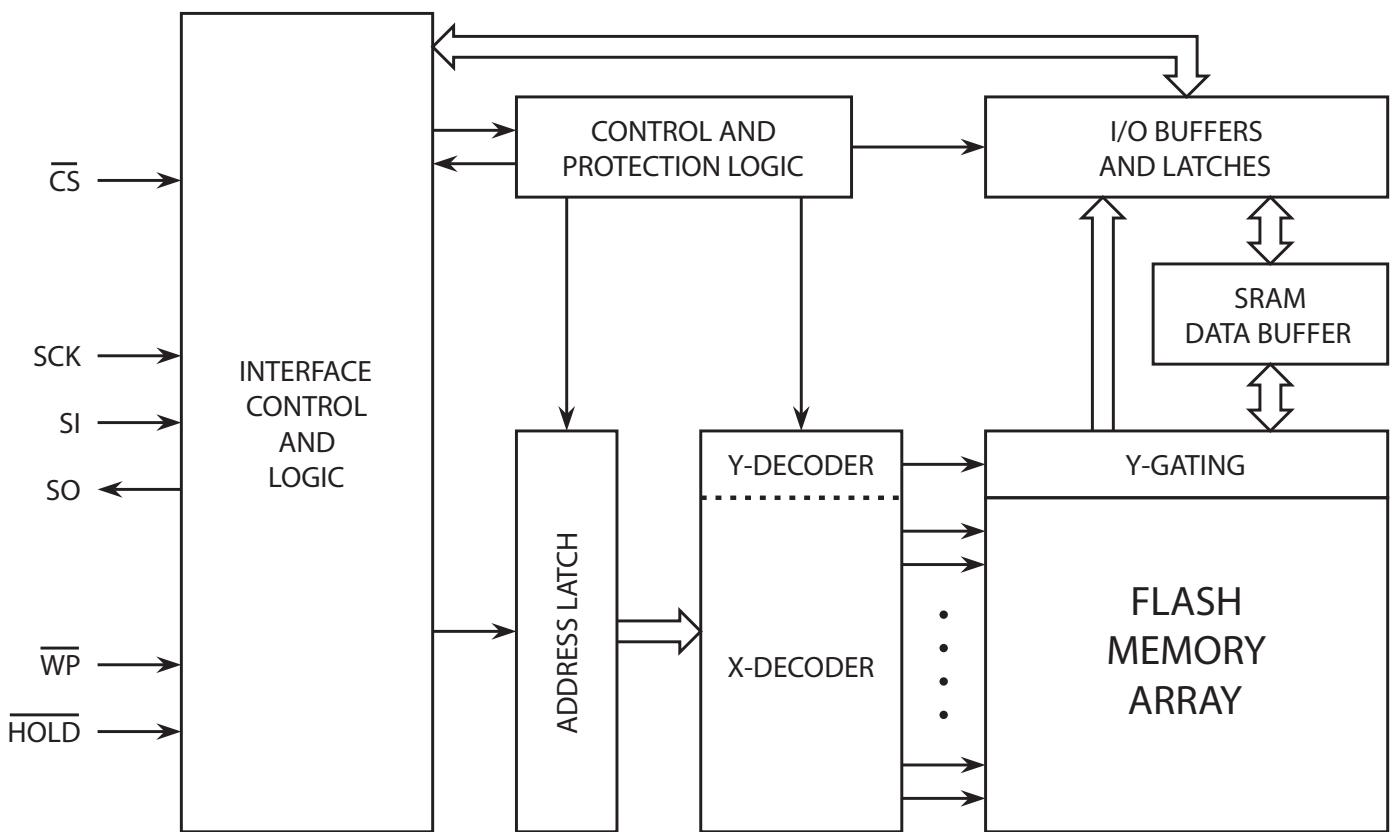 CS
SCK
SI
SO
WP
HOLD
INTERFACE
CONTROL
AND
LOGIC
CONTROL AND
PROTECTION LOGIC
I/O BUFFERS
AND LATCHES
SRAM
DATA BUFFER
ADDRESS LATCH
Y-DECODER
X-DECODER
Y-GATING
FLASH
MEMORY
ARRAY